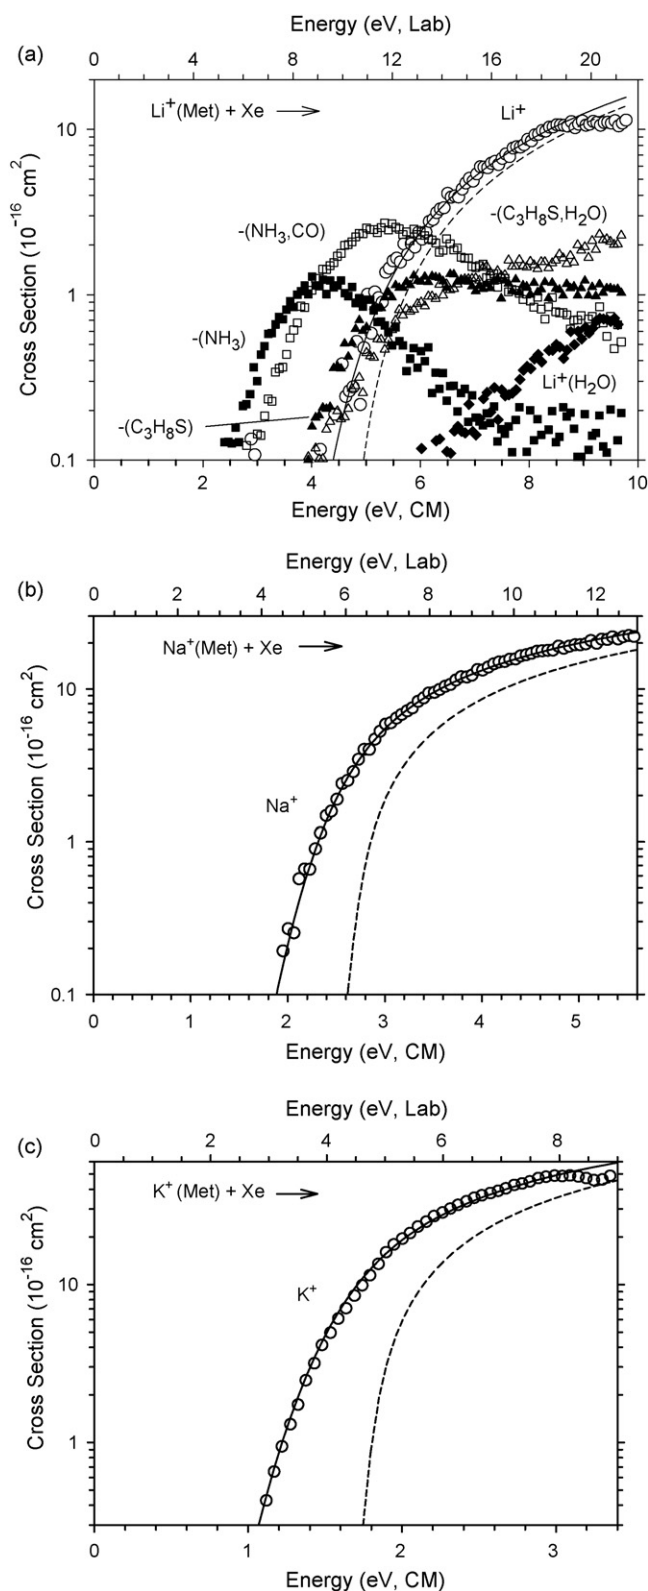 Energy (eV, Lab)
(a)
0 2 4 6 8 10 12 14 16 18 20
Li⁺(Met) + Xe
Li⁺
10
-(C₃H₈S,H₂O)
-(NH₃,CO)
Cross Section (10⁻¹⁶ cm²)
1
-(NH₃)
Li⁺(H₂O)
-(C₃H₈S)
0.1
0 2 4 6 8 10
Energy (eV, CM)
Energy (eV, Lab)
(b)
0 2 4 6 8 10 12
Na⁺(Met) + Xe
10
Cross Section (10⁻¹⁶ cm²)
Na⁺
1
0.1
0 1 2 3 4 5
Energy (eV, CM)
Energy (eV, Lab)
(c)
0 2 4 6 8
K⁺(Met) + Xe
Cross Section (10⁻¹⁶ cm²)
10
K⁺
1
0 1 2 3
Energy (eV, CM)